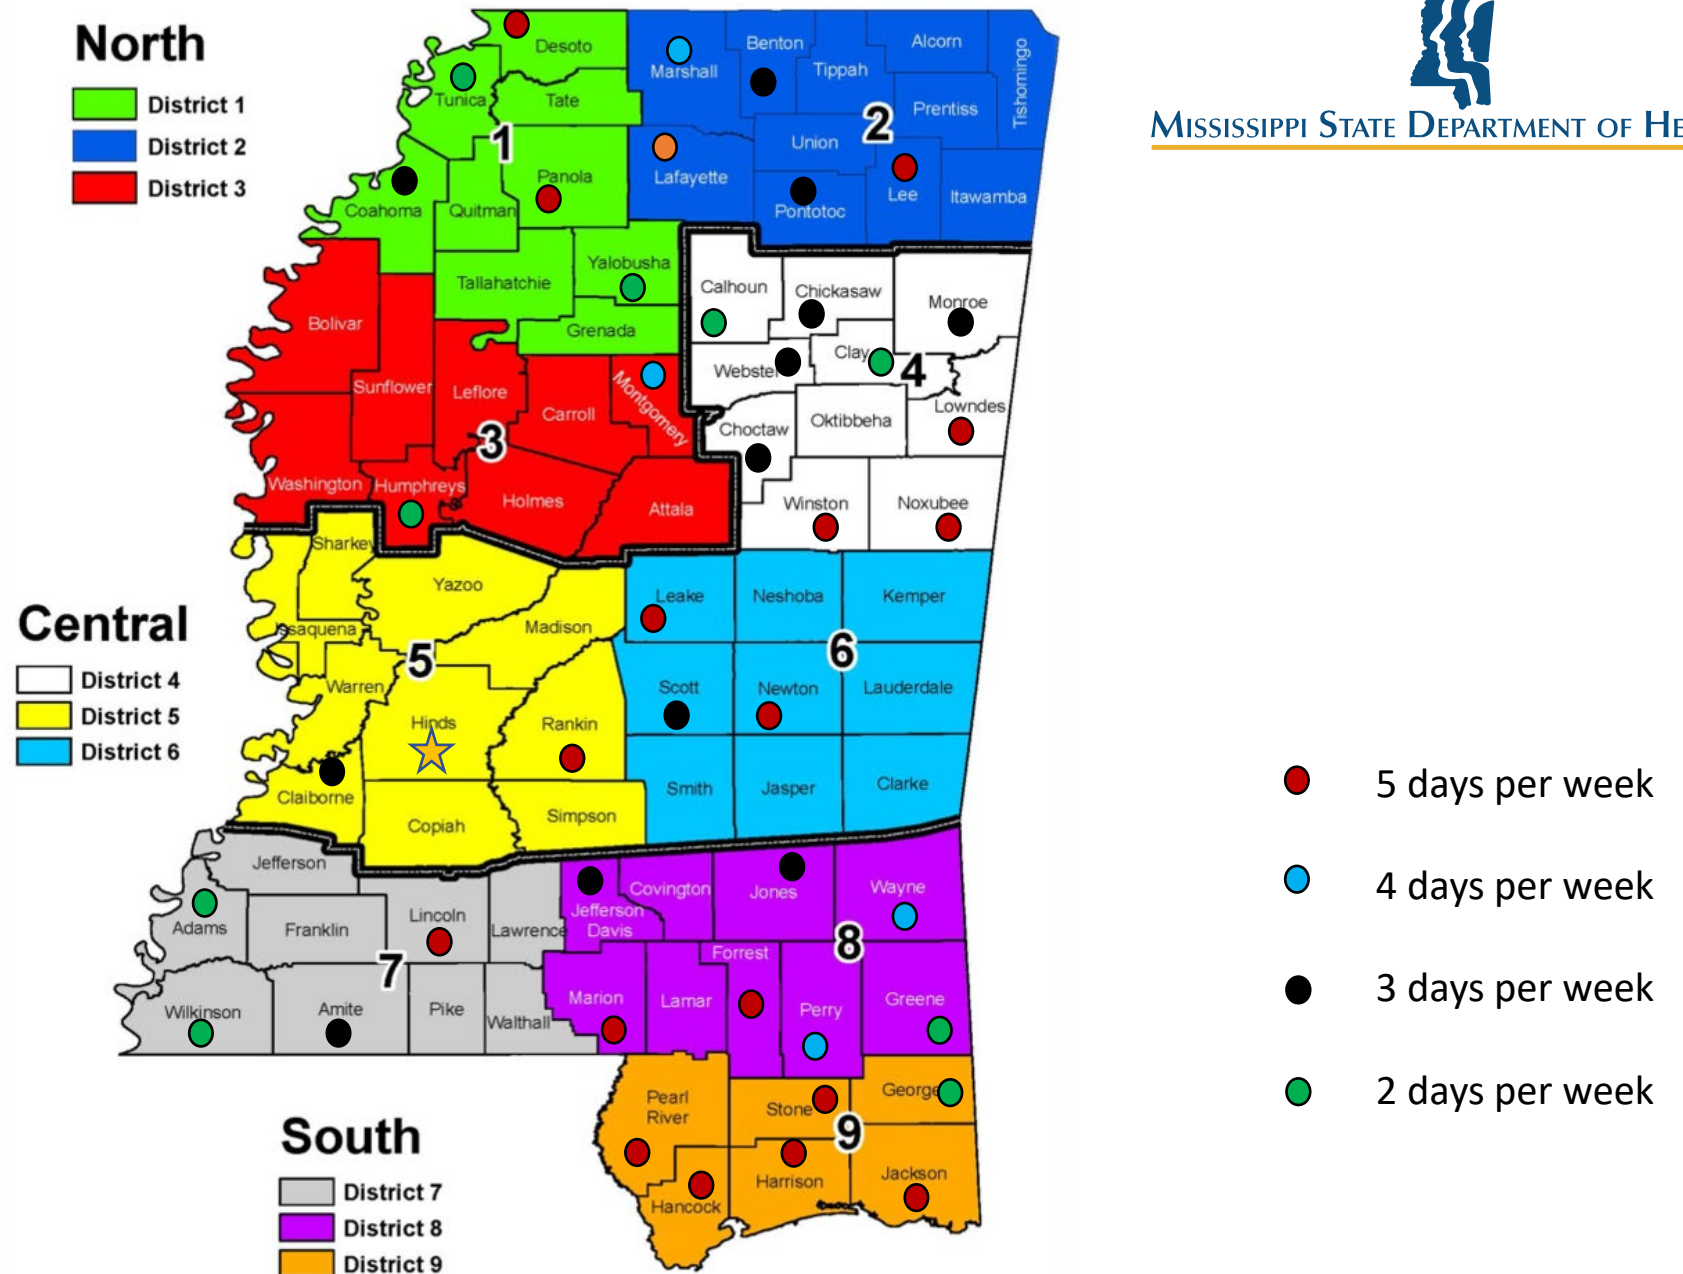 North
District 1
District 2
District 3
MISSISSIPPI STATE DEPARTMENT OF HE
Desoto
Tunica
Tate
1
Panola
Coahoma
Quitman
Tallahatchie
Yalobusha
Grenada
Marshall
Benton
Tippah
Alcorn
Tishomingo
Prentiss
2
Union
Lafayette
Pontotoc
Lee
Itawamba
Bolivar
Sunflower
Leflore
Carroll
Montgomery
3
Washington
Humphreys
Holmes
Attala
Calhoun
Chickasaw
Monroe
Webster
Clay
4
Lowndes
Oktibbeha
Choctaw
Winston
Noxubee
Central
District 4
District 5
District 6
Sharkey
Yazoo
Issaquena
Madison
5
Warren
Hinds
Rankin
Claiborne
Copiah
Simpson
Leake
Neshoba
Kemper
6
Scott
Newton
Lauderdale
Smith
Jasper
Clarke
5 days per week
4 days per week
3 days per week
2 days per week
Jefferson
Adams
Franklin
Lincoln
Lawrence
7
Wilkinson
Amite
Pike
Walthall
Jefferson
Davis
Covington
Jones
Wayne
8
Forrest
Marion
Lamar
Perry
Greene
South
District 7
District 8
District 9
Pearl
River
Stone
George
9
Hancock
Harrison
Jackson